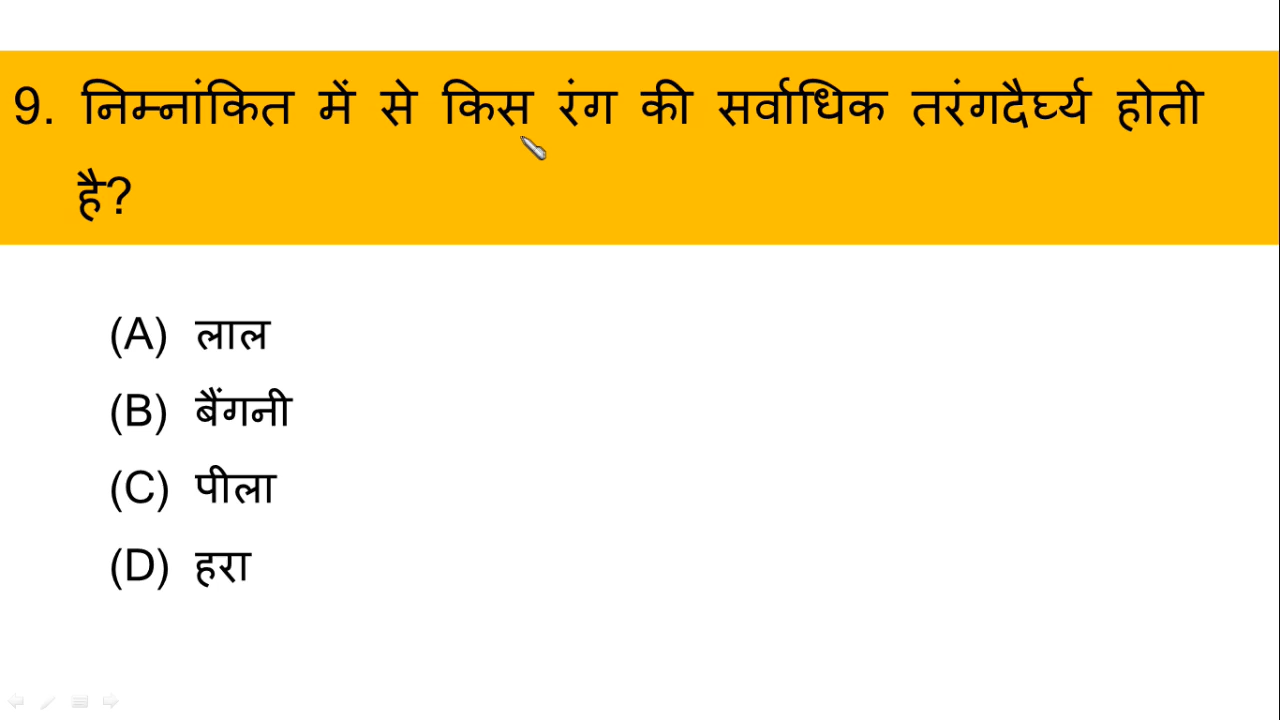 9. निम्नांकित में से किस रंग की सर्वाधिक तरंगदैर्घ्य होती
है?
(A) लाल
(B) बैंगनी
(C) पीला
(D) हरा